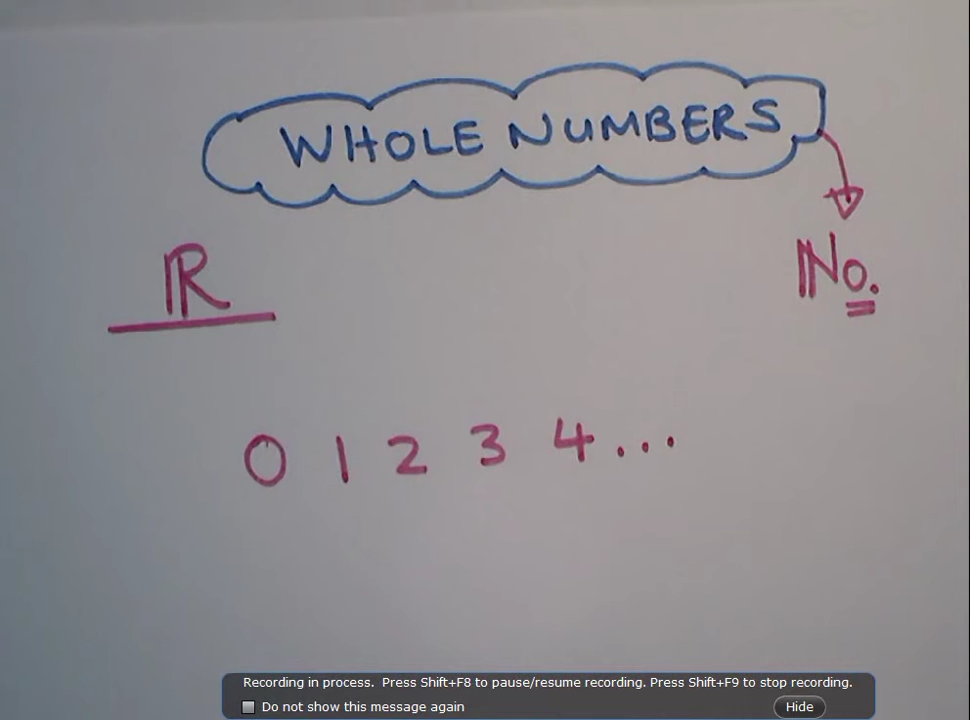 WHOLE NUMBERS
ℝ
ℕo.
0 1 2 3 4...
Recording in process. Press Shift+F8 to pause/resume recording. Press Shift+F9 to stop recording.
Do not show this message again
Hide